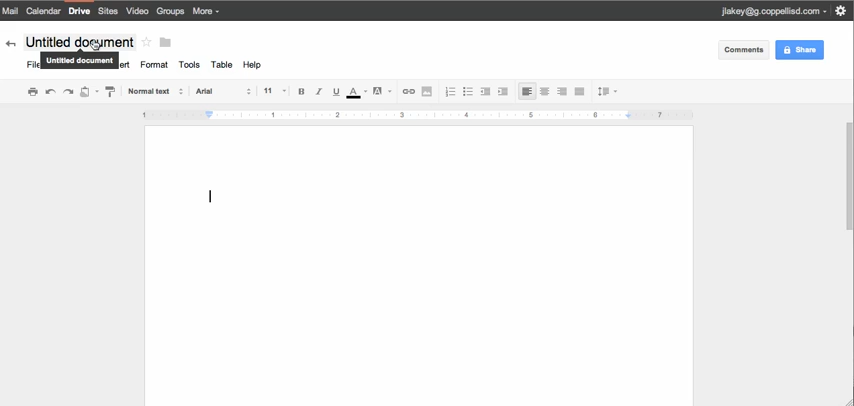 Mail Calendar Drive Sites Video Groups More jlakey@g.coppellisd.com
Untitled document
Comments Share
Untitled document
File ert Format Tools Table Help
Normal text Arial 11 B I U A A
1 1 2 3 4 5 6 7